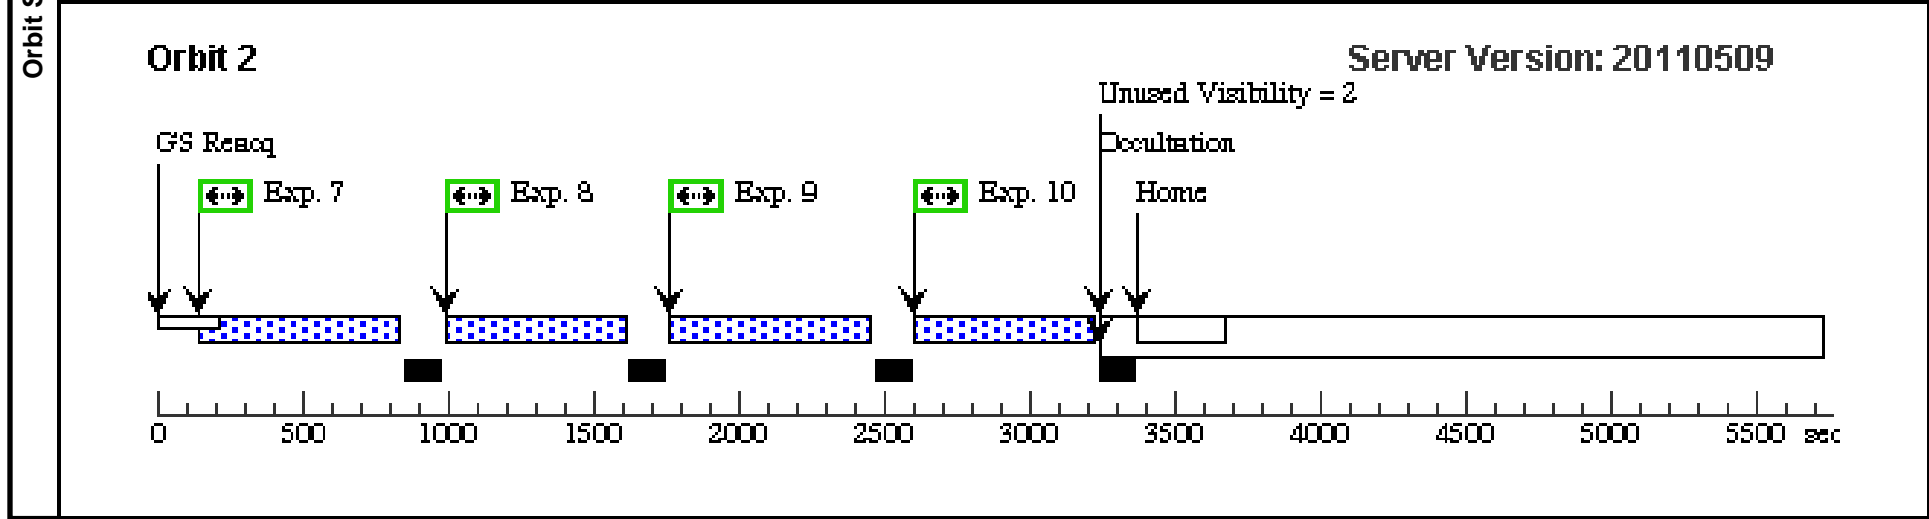 Orbit S
Orbit 2
Server Version: 20110509
Unused Visibility = 2
GS Reacq
Occultation
Exp. 7
Exp. 8
Exp. 9
Exp. 10
Home
0 500 1000 1500 2000 2500 3000 3500 4000 4500 5000 5500 sec